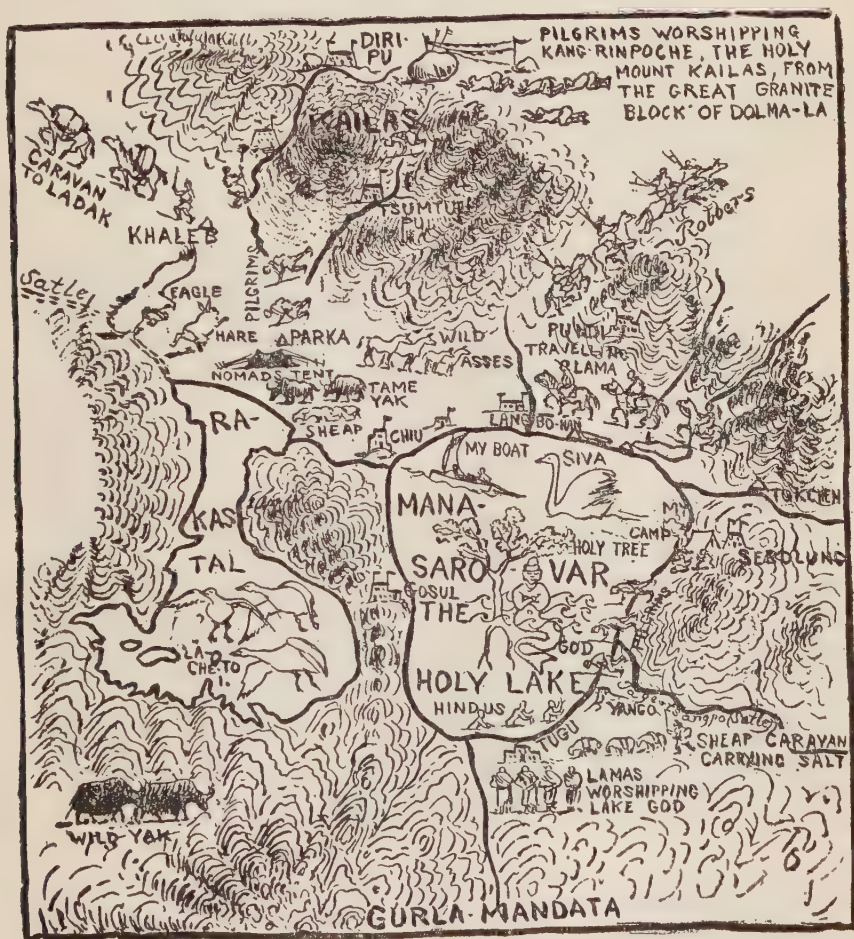 DIRI-
PU
PILGRIMS WORSHIPPING
KANG-RINPOCHE, THE HOLY
MOUNT KAILAS, FROM
THE GREAT GRANITE
BLOCK OF DOLMA-LA
KAILAS
CARAVAN
TO LADAK
TSUMTUL
PU
Robbers
KHALEB
PILGRIMS
Satlej
EAGLE
HARE
PARKA
WILD
ASSES
PUNDI
TRAVELLING
LAMA
NOMADS TENT
TAME
YAK
SHEAP
CHIU
LANG BO-NAN
RA-
KAS
TAL
MY BOAT
SIVA
MANA-
SARO
VAR
THE
HOLY LAKE
HOLY TREE
MY
CAMP
TOKCHEN
SERDLUNG
GOSUL
GOD
LA-
CHE-TO
I.
HINDUS
TUGU
YANGO
SHEAP CARAVAN
CARRYING SALT
LAMAS
WORSHIPPING
LAKE GOD
WILD YAK
GURLA-MANDATA